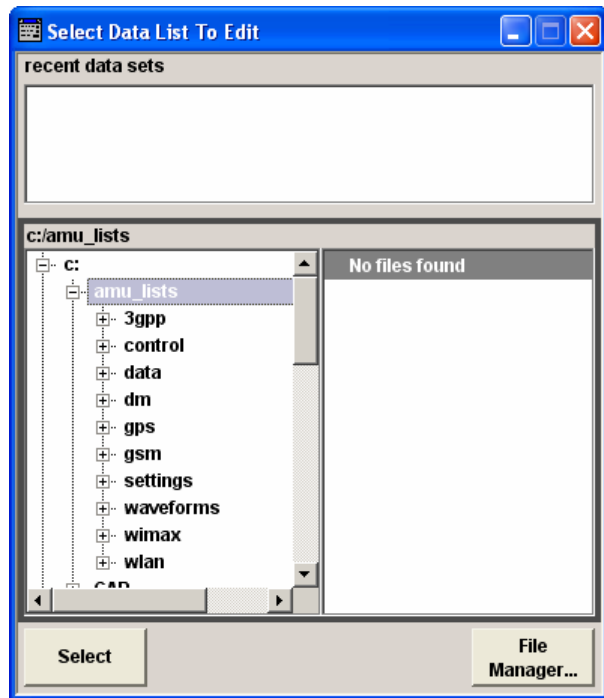 Select Data List To Edit
recent data sets
c:/amu_lists
c:
amu_lists
3gpp
control
data
dm
gps
gsm
settings
waveforms
wimax
wlan
No files found
Select
File
Manager...